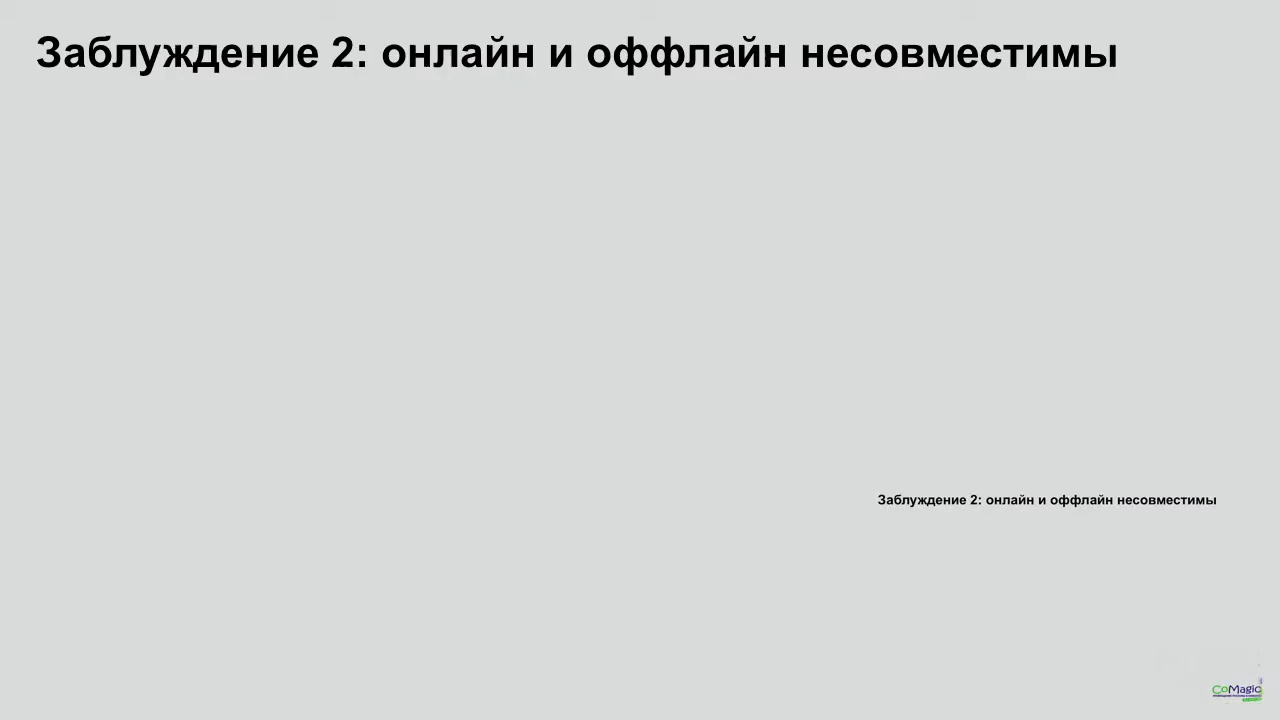 Заблуждение 2: онлайн и оффлайн несовместимы
Заблуждение 2: онлайн и оффлайн несовместимы
CoMagic